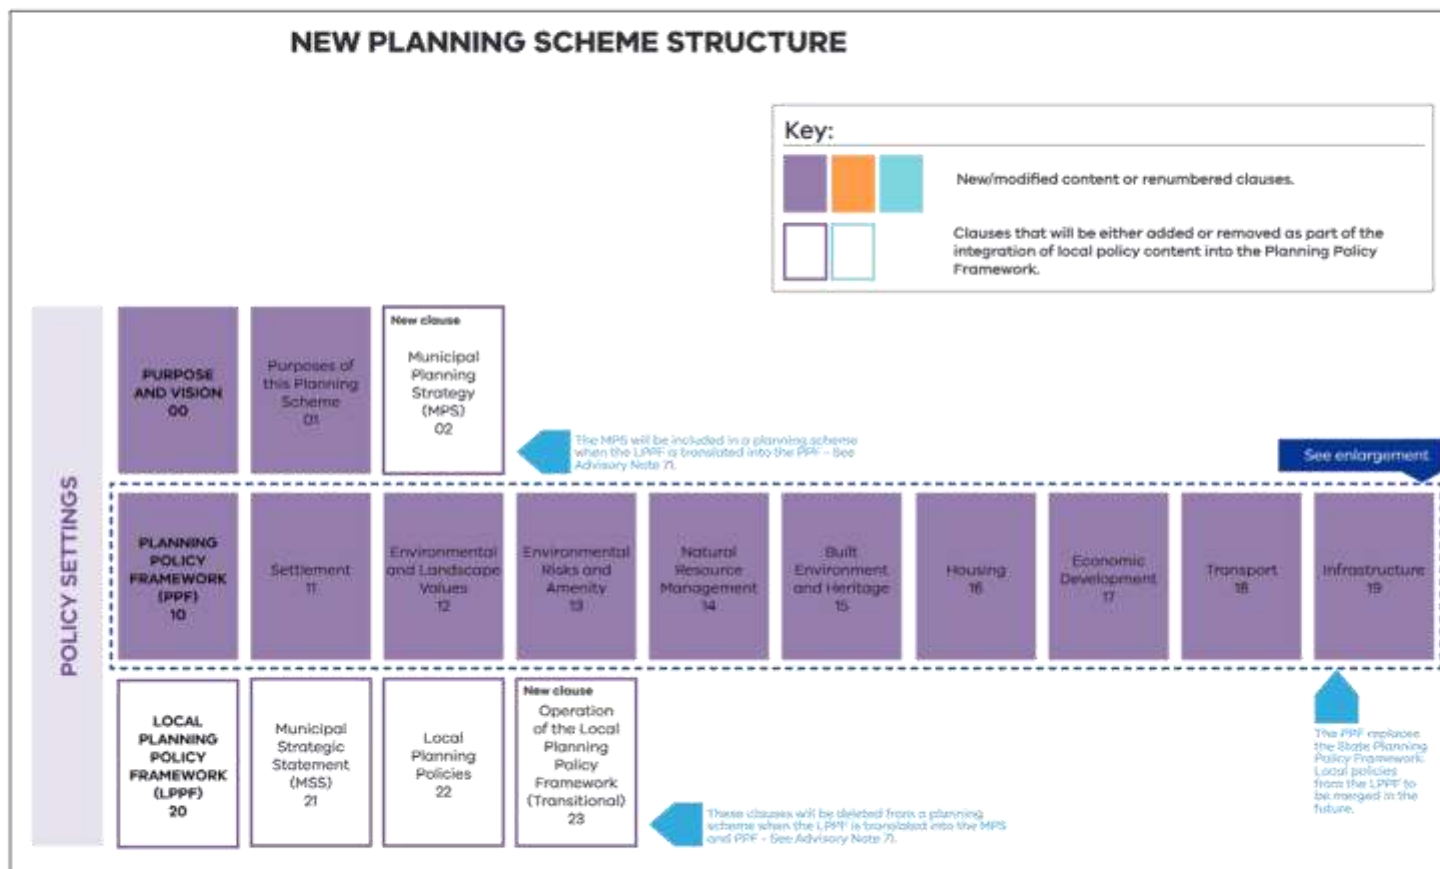 NEW PLANNING SCHEME STRUCTURE
Key:
New/modified content or renumbered clauses.
Clauses that will be either added or removed as part of the
integration of local policy content into the Planning Policy
Framework.
POLICY SETTINGS
PURPOSE
AND VISION
00
Purposes of
this Planning
Scheme
01
New clause
Municipal
Planning
Strategy
(MPS)
02
The MPS will be included in a planning scheme
when the LPPF is translated into the PPF - See
Advisory Note 71.
See enlargement
PLANNING
POLICY
FRAMEWORK
(PPF)
10
Settlement
11
Environmental
and Landscape
Values
12
Environmental
Risks and
Amenity
13
Natural
Resource
Management
14
Built
Environment
and Heritage
15
Housing
16
Economic
Development
17
Transport
18
Infrastructure
19
LOCAL
PLANNING
POLICY
FRAMEWORK
(LPPF)
20
Municipal
Strategic
Statement
(MSS)
21
Local
Planning
Policies
22
New clause
Operation
of the Local
Planning
Policy
Framework
(Transitional)
23
These clauses will be deleted from a planning
scheme when the LPPF is translated into the MPS
and PPF - See Advisory Note 71.
The PPF replaces
the State Planning
Policy Framework.
Local policies
from the LPPF to
be merged in the
future.